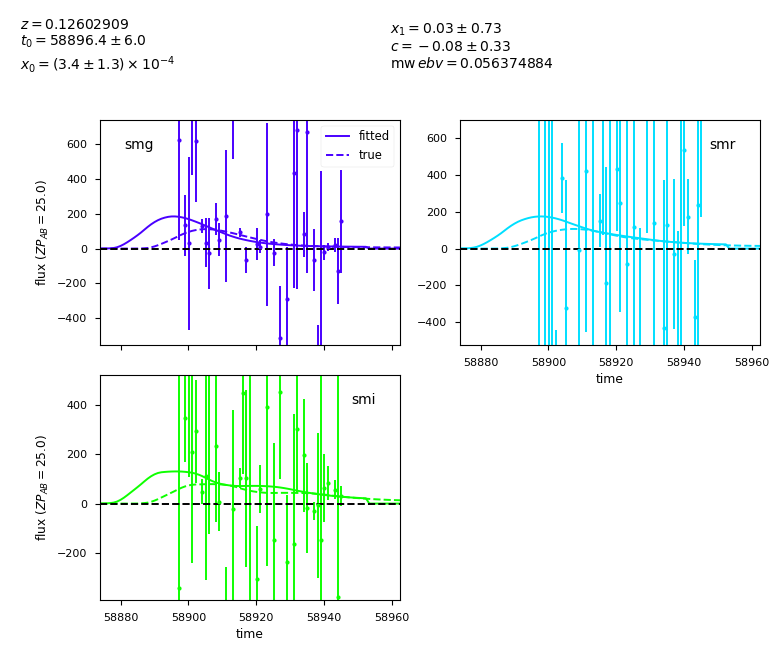 z = 0.12602909
t₀ = 58896.4 ± 6.0
x₀ = (3.4 ± 1.3) × 10⁻⁴
x₁ = 0.03 ± 0.73
c = −0.08 ± 0.33
mwebv = 0.056374884
smg
fitted
true
600
400
200
0
−200
−400
flux (ZP_AB = 25.0)
smr
600
400
200
0
−200
−400
58880 58900 58920 58940 58960
time
smi
400
200
0
−200
flux (ZP_AB = 25.0)
58880 58900 58920 58940 58960
time